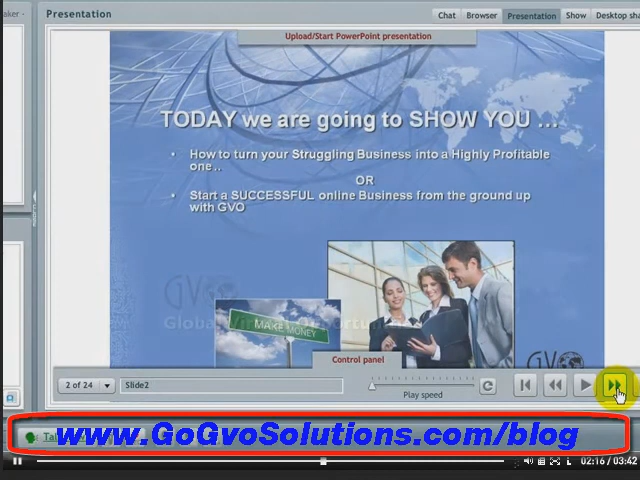 aker -
Presentation
Chat
Browser
Presentation
Show
Desktop sha
Upload/Start PowerPoint presentation
TODAY we are going to SHOW YOU ...
• How to turn your Struggling Business into a Highly Profitable
one ..
OR
• Start a SUCCESSFUL online Business from the ground up
with GVO
GVO
MAKE MONEY
GVO
Control panel
2 of 24
Slide2
Play speed
www.GoGvoSolutions.com/blog
02:16 / 03:42